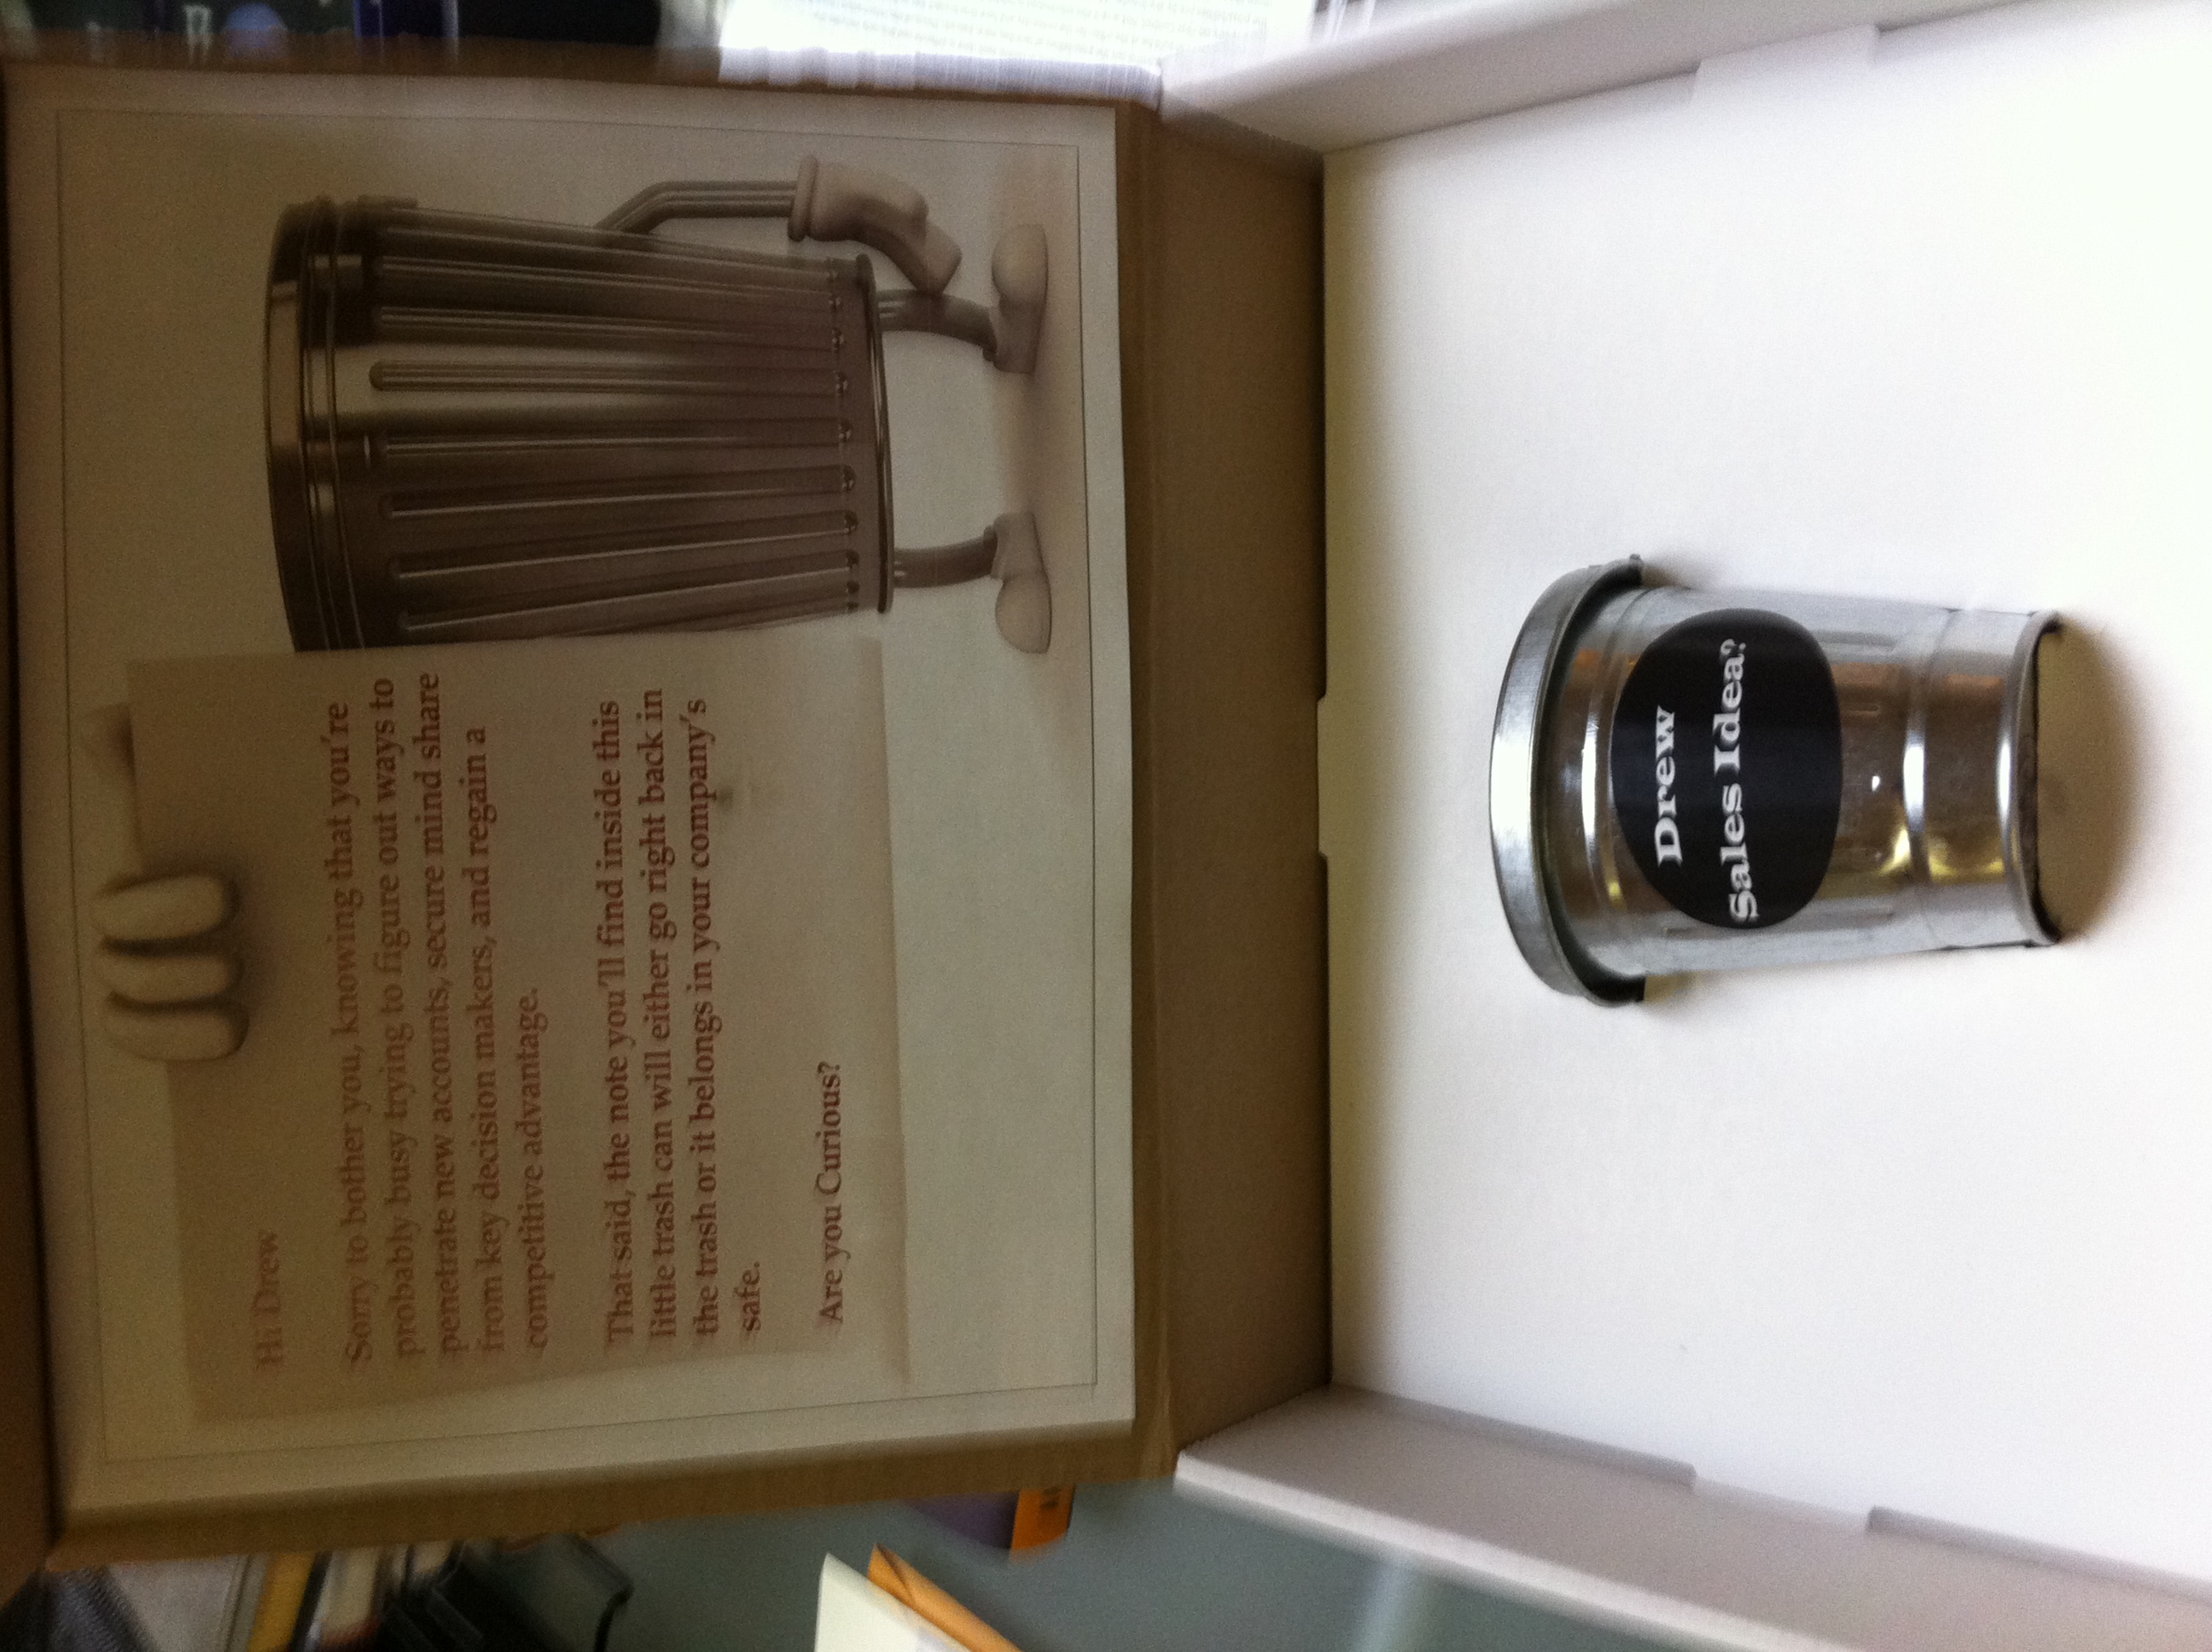 Hi Drew
Sorry to bother you, knowing that you're
probably busy trying to figure out ways to
penetrate new accounts, secure mind share
from key decision makers, and regain a
competitive advantage.
That said, the note you'll find inside this
little trash can will either go right back in
the trash or it belongs in your company's
safe.
Are you Curious?
Drew
Sales Idea?